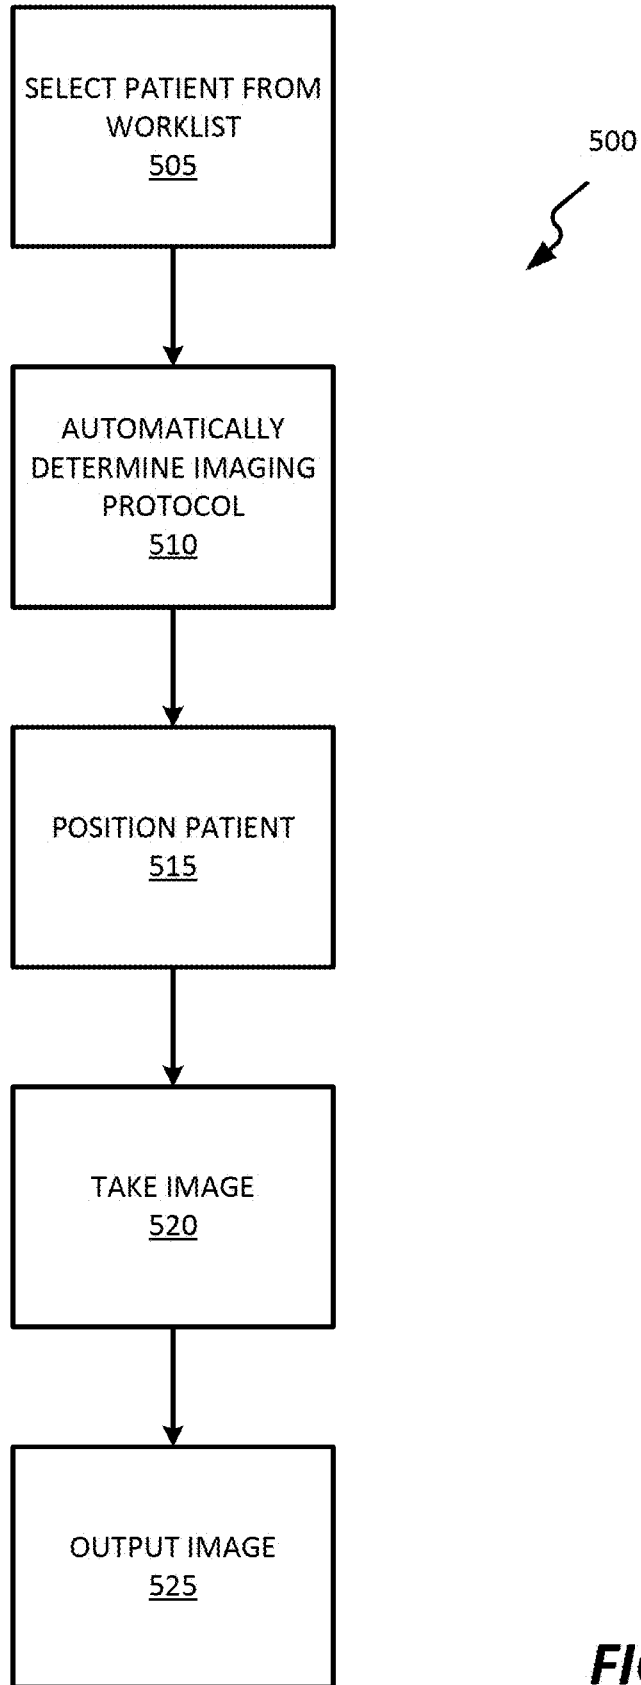 SELECT PATIENT FROM
WORKLIST
505
500
AUTOMATICALLY
DETERMINE IMAGING
PROTOCOL
510
POSITION PATIENT
515
TAKE IMAGE
520
OUTPUT IMAGE
525